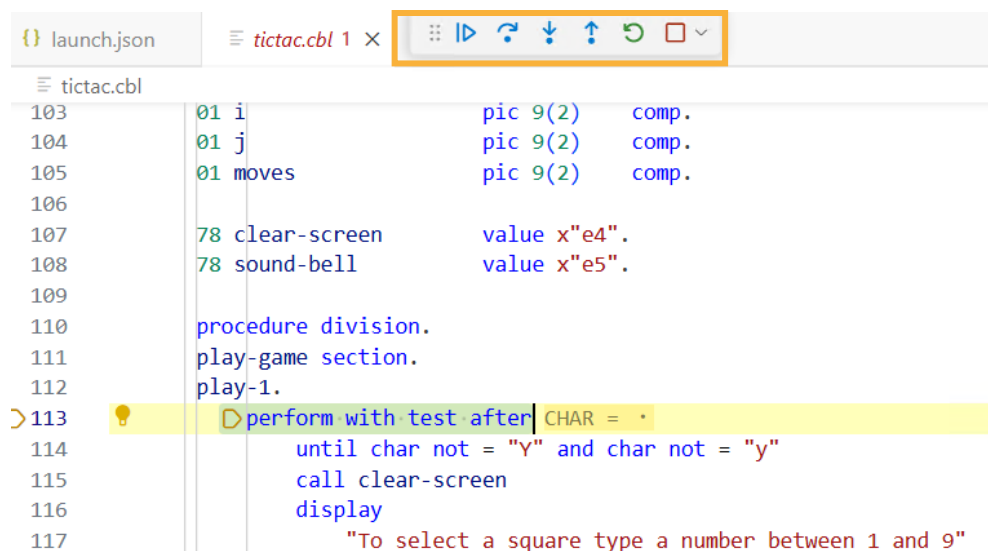 {} launch.json
tictac.cbl 1
tictac.cbl
103 01 i pic 9(2) comp.
104 01 j pic 9(2) comp.
105 01 moves pic 9(2) comp.
106
107 78 clear-screen value x"e4".
108 78 sound-bell value x"e5".
109
110 procedure division.
111 play-game section.
112 play-1.
113 perform with test after CHAR = ·
114 until char not = "Y" and char not = "y"
115 call clear-screen
116 display
117 "To select a square type a number between 1 and 9"